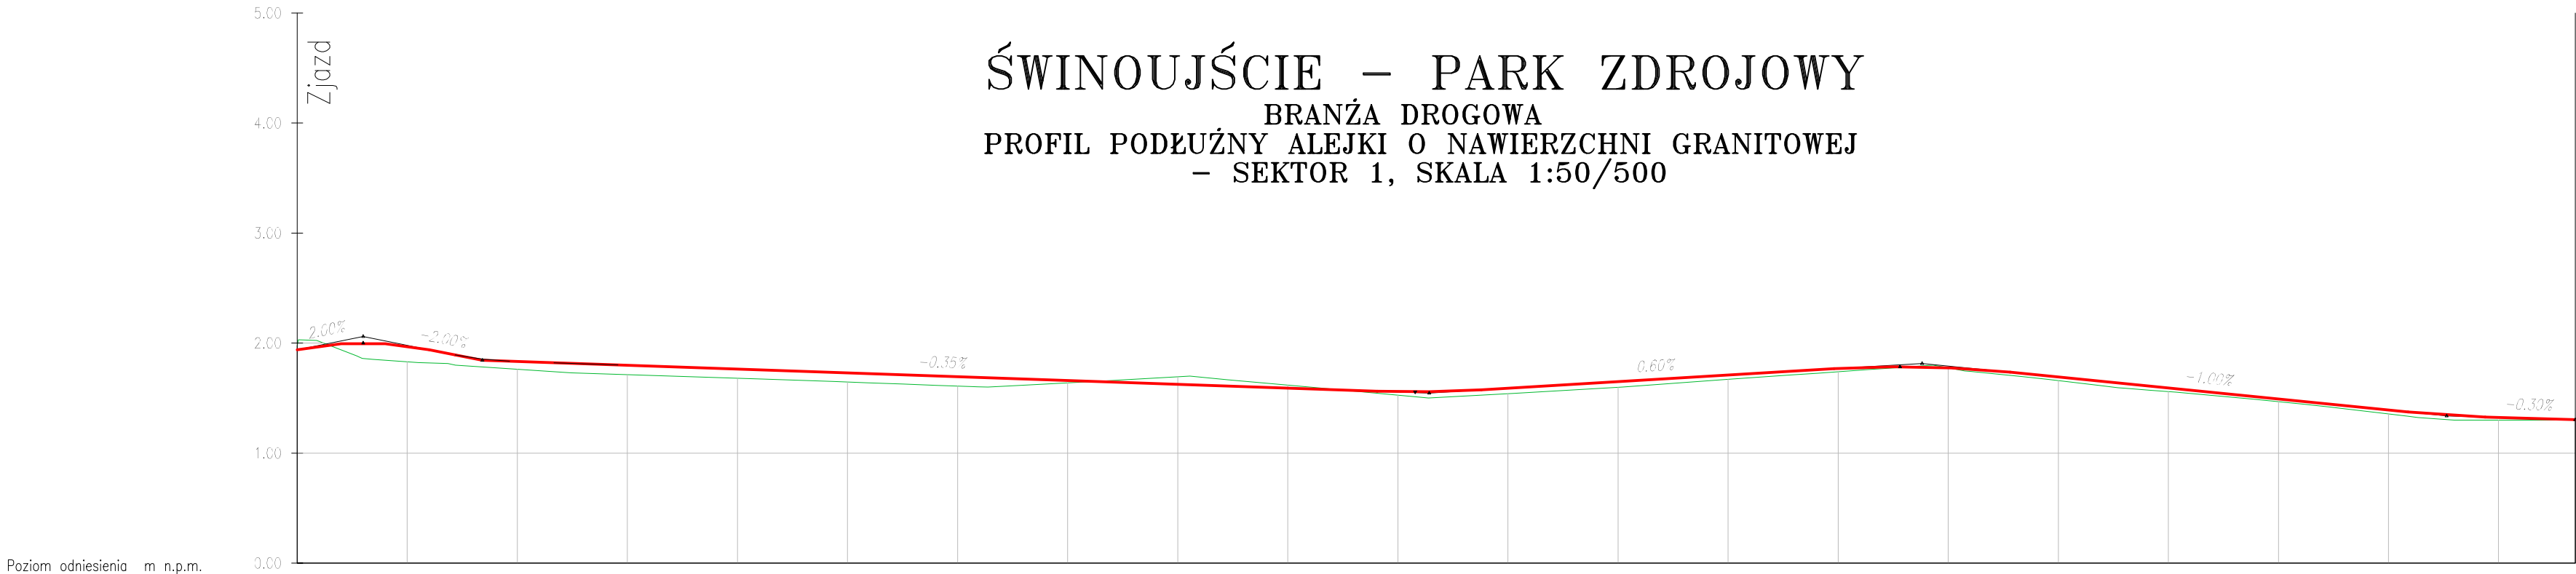 5.00
Zjazd
ŚWINOUJŚCIE – PARK ZDROJOWY
BRANŻA DROGOWA
4.00
PROFIL PODŁUŻNY ALEJKI O NAWIERZCHNI GRANITOWEJ
– SEKTOR 1, SKALA 1:50/500
3.00
2.00
2.00%
-2.00%
-0.35%
0.60%
-1.00%
-0.30%
1.00
0.00
Poziom odniesienia m n.p.m.